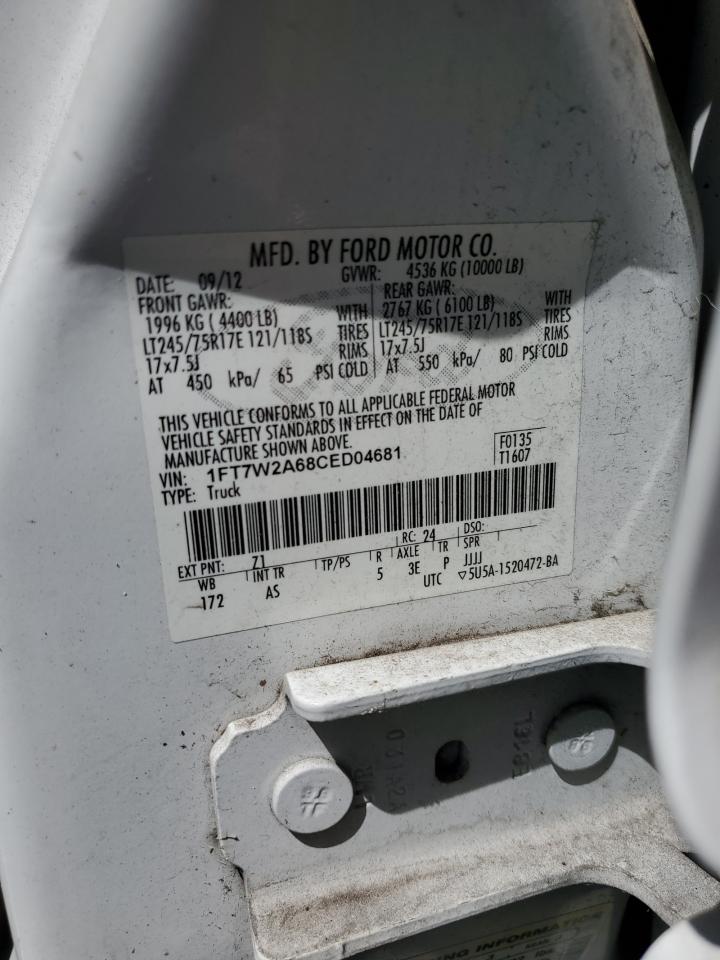 MFD. BY FORD MOTOR CO.
DATE: 09/12 GVWR: 4536 KG (10000 LB)
FRONT GAWR: REAR GAWR:
1996 KG ( 4400 LB) WITH 2767 KG ( 6100 LB) WITH
LT245/75R17E 121/118S TIRES LT245/75R17E 121/118S TIRES
17x7.5J RIMS 17x7.5J RIMS
AT 450 kPa/ 65 PSI COLD AT 550 kPa/ 80 PSI COLD
THIS VEHICLE CONFORMS TO ALL APPLICABLE FEDERAL MOTOR
VEHICLE SAFETY STANDARDS IN EFFECT ON THE DATE OF
MANUFACTURE SHOWN ABOVE.
VIN: 1FT7W2A68CED04681
F0135
TYPE: Truck
T1607
EXT PNT: Z1 RC: 24 DSO:
WB INT TR TP/PS R AXLE TR SPR
172 AS 5 3E P JJJJ
UTC ▽5U5A-1520472-BA
INFORMATION